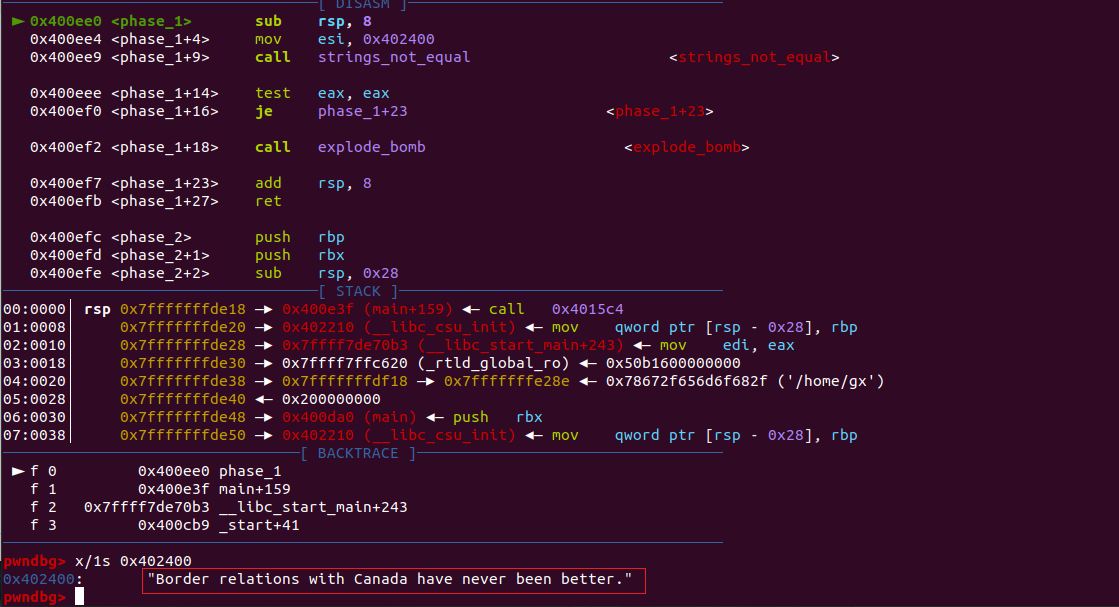 [ DISASM ]
► 0x400ee0 <phase_1> sub rsp, 8
0x400ee4 <phase_1+4> mov esi, 0x402400
0x400ee9 <phase_1+9> call strings_not_equal <strings_not_equal>
0x400eee <phase_1+14> test eax, eax
0x400ef0 <phase_1+16> je phase_1+23 <phase_1+23>
0x400ef2 <phase_1+18> call explode_bomb <explode_bomb>
0x400ef7 <phase_1+23> add rsp, 8
0x400efb <phase_1+27> ret
0x400efc <phase_2> push rbp
0x400efd <phase_2+1> push rbx
0x400efe <phase_2+2> sub rsp, 0x28
[ STACK ]
00:0000│ rsp 0x7fffffffde18 —► 0x400e3f (main+159) ◄— call 0x4015c4
01:0008│ 0x7fffffffde20 —► 0x402210 (__libc_csu_init) ◄— mov qword ptr [rsp - 0x28], rbp
02:0010│ 0x7fffffffde28 —► 0x7ffff7de70b3 (__libc_start_main+243) ◄— mov edi, eax
03:0018│ 0x7fffffffde30 —► 0x7ffff7ffc620 (_rtld_global_ro) ◄— 0x50b1600000000
04:0020│ 0x7fffffffde38 —► 0x7fffffffdf18 —► 0x7fffffffe28e ◄— 0x78672f656d6f682f ('/home/gx')
05:0028│ 0x7fffffffde40 ◄— 0x200000000
06:0030│ 0x7fffffffde48 —► 0x400da0 (main) ◄— push rbx
07:0038│ 0x7fffffffde50 —► 0x402210 (__libc_csu_init) ◄— mov qword ptr [rsp - 0x28], rbp
[ BACKTRACE ]
► f 0 0x400ee0 phase_1
f 1 0x400e3f main+159
f 2 0x7ffff7de70b3 __libc_start_main+243
f 3 0x400cb9 _start+41
pwndbg> x/1s 0x402400
0x402400: "Border relations with Canada have never been better."
pwndbg>